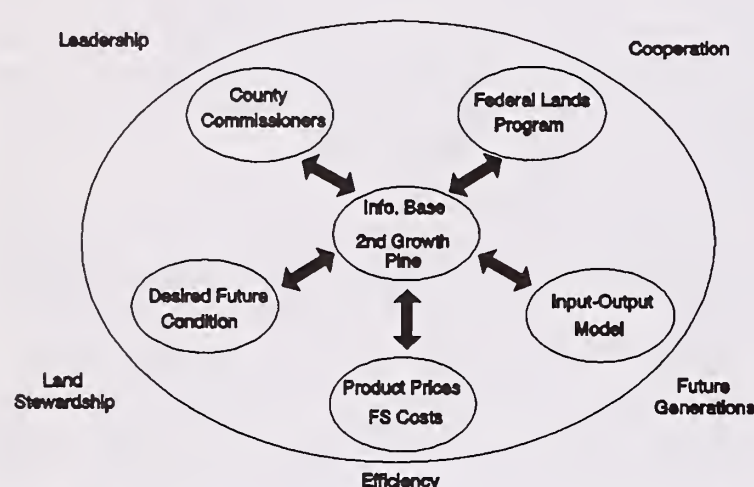 Leadership
Cooperation
County
Commissioners
Federal Lands
Program
Info. Base
2nd Growth
Pine
Desired Future
Condition
Input-Output
Model
Product Prices
FS Costs
Land
Stewardship
Future
Generations
Efficiency